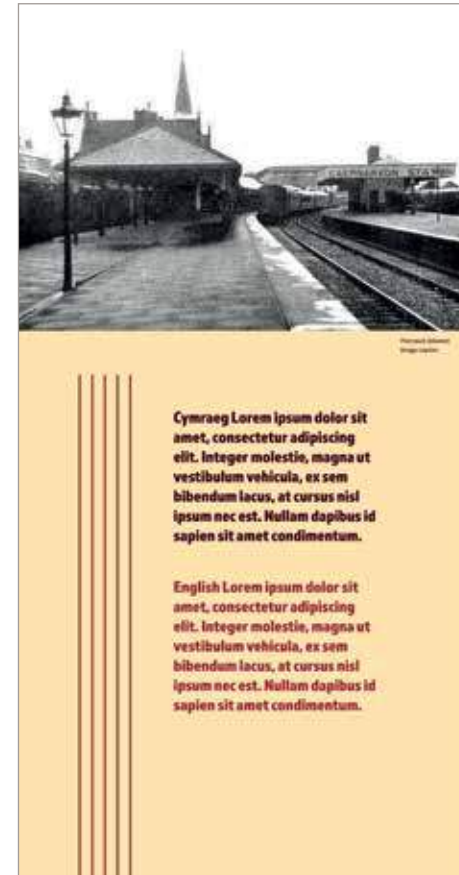 Cymraeg Lorem ipsum dolor sit
amet, consectetur adipiscing
elit. Integer molestie, magna ut
vestibulum vehicula, ex sem
bibendum lacus, at cursus nisl
ipsum nec est. Nullam dapibus id
sapien sit amet condimentum.
English Lorem ipsum dolor sit
amet, consectetur adipiscing
elit. Integer molestie, magna ut
vestibulum vehicula, ex sem
bibendum lacus, at cursus nisl
ipsum nec est. Nullam dapibus id
sapien sit amet condimentum.